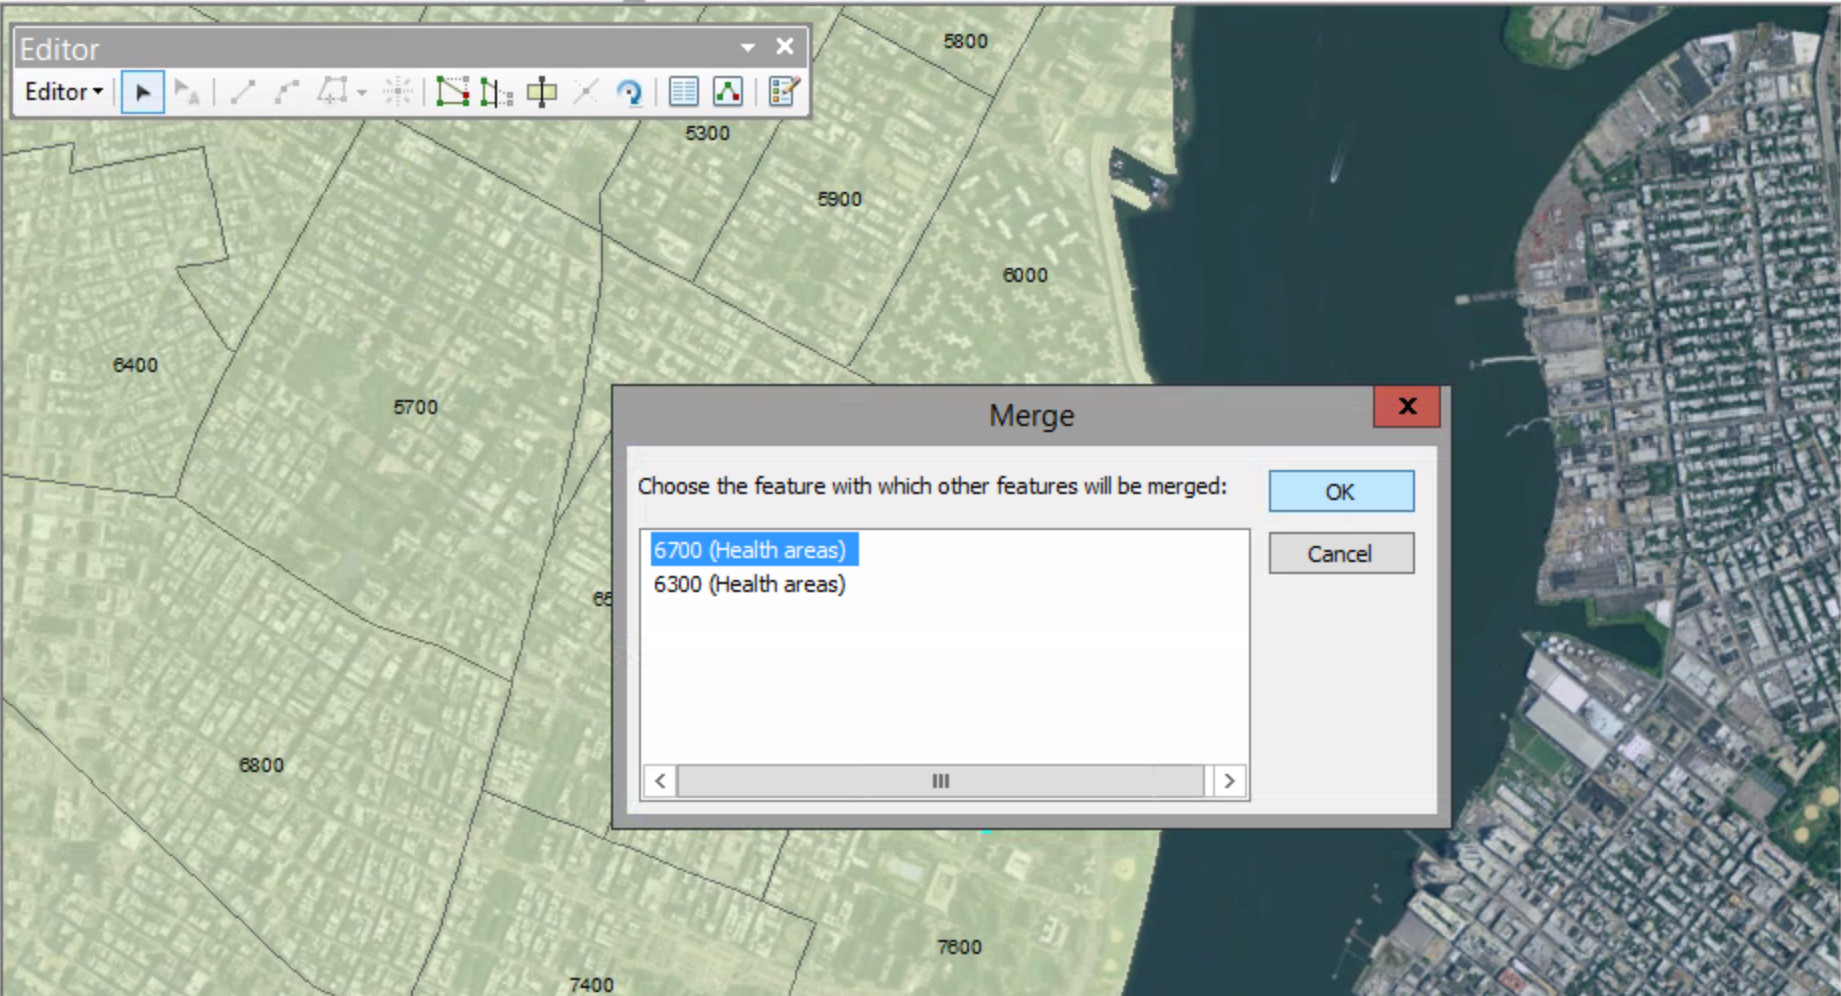 Editor
Editor
5800
5300
5900
6000
6400
5700
Merge
Choose the feature with which other features will be merged:
OK
6700 (Health areas)
Cancel
6300 (Health areas)
6800
7600
7400